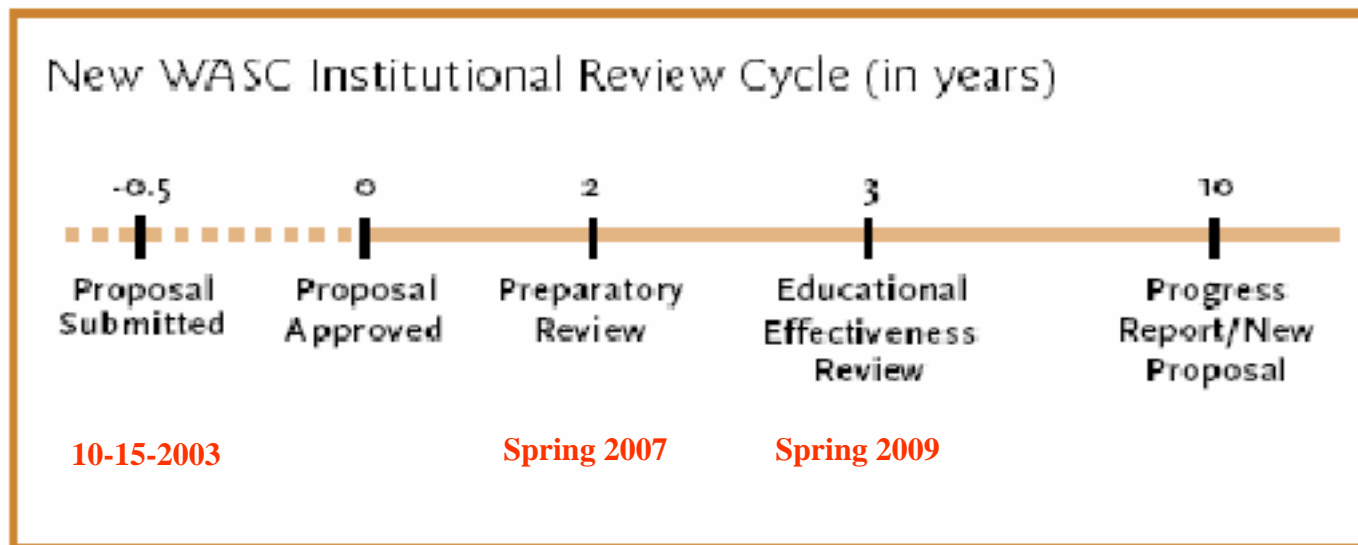 New WASC Institutional Review Cycle (in years)
-0.5 0 2 3 10
Proposal Proposal Preparatory Educational Progress
Submitted Approved Review Effectiveness Report/New
Review Proposal
10-15-2003 Spring 2007 Spring 2009